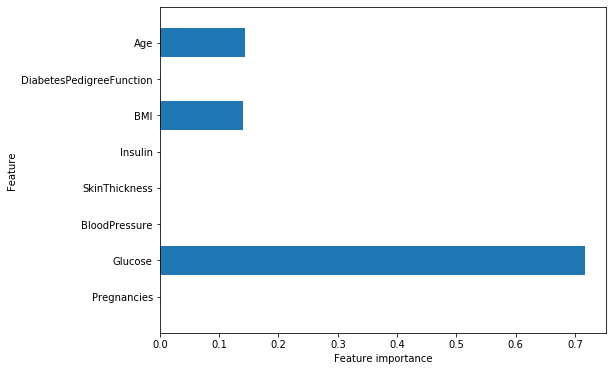 Feature
Age
DiabetesPedigreeFunction
BMI
Insulin
SkinThickness
BloodPressure
Glucose
Pregnancies
0.0 0.1 0.2 0.3 0.4 0.5 0.6 0.7
Feature importance